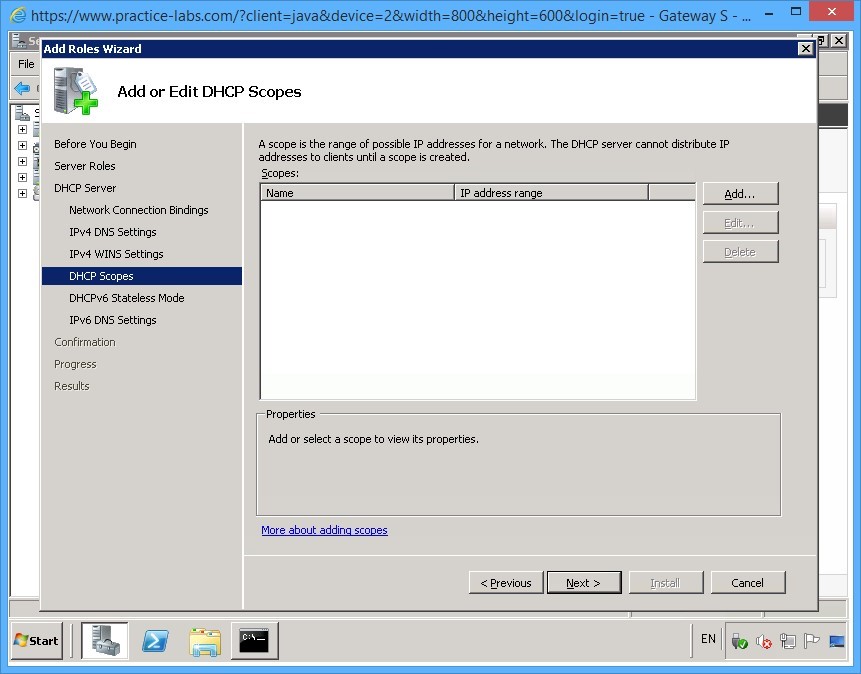 https://www.practice-labs.com/?client=java&device=2&width=800&height=600&login=true - Gateway S - ...
Add Roles Wizard
File
Add or Edit DHCP Scopes
Before You Begin
Server Roles
DHCP Server
Network Connection Bindings
IPv4 DNS Settings
IPv4 WINS Settings
DHCP Scopes
DHCPv6 Stateless Mode
IPv6 DNS Settings
Confirmation
Progress
Results
A scope is the range of possible IP addresses for a network. The DHCP server cannot distribute IP
addresses to clients until a scope is created.
Scopes:
Name IP address range
Add...
Edit...
Delete
Properties
Add or select a scope to view its properties.
More about adding scopes
< Previous Next > Install Cancel
Start
C:\_
EN